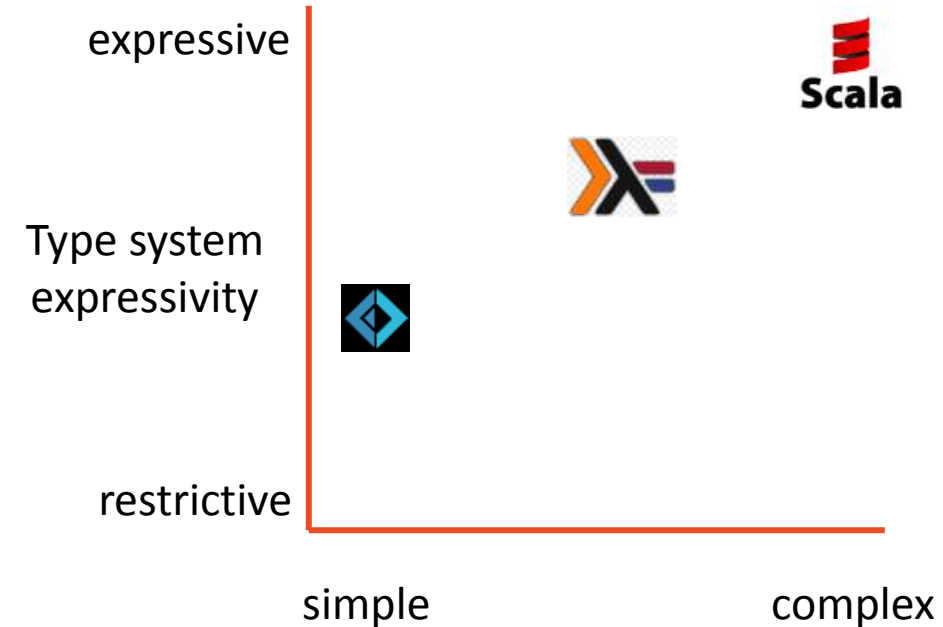 expressive
Scala
Type system
expressivity
restrictive
simple
complex